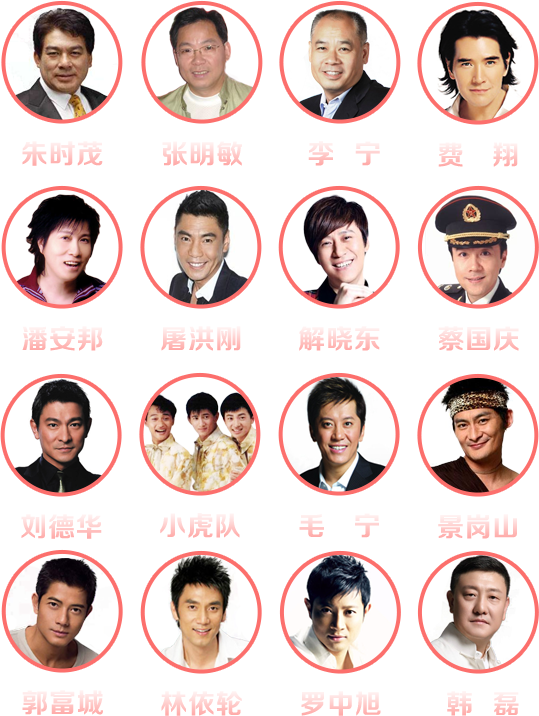 朱时茂 张明敏 李 宁 费 翔
潘安邦 屠洪刚 解晓东 蔡国庆
刘德华 小虎队 毛 宁 景岗山
郭富城 林依轮 罗中旭 韩 磊